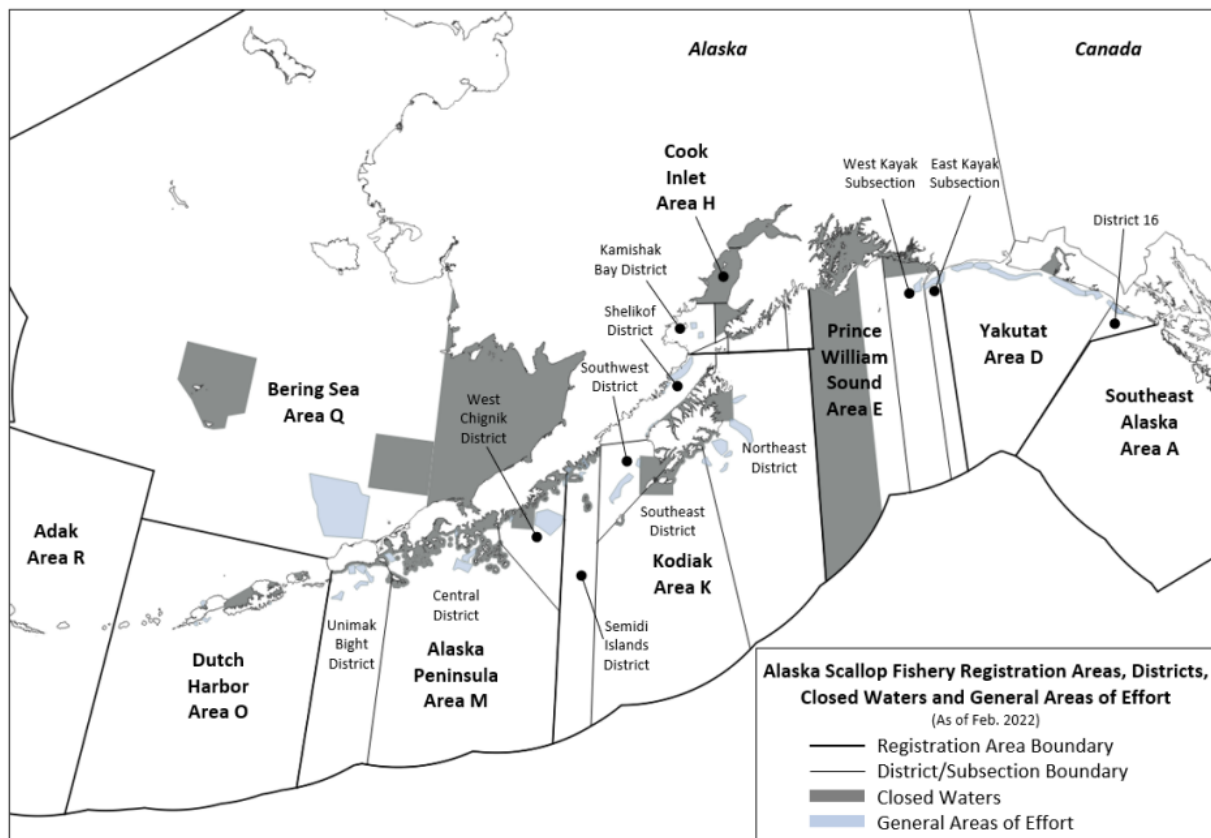 Alaska
Canada
Cook
Inlet
Area H
West Kayak
Subsection
East Kayak
Subsection
District 16
Kamishak
Bay District
Shelikof
District
Southwest
District
West
Chignik
District
Bering Sea
Area Q
Prince
William
Sound
Area E
Yakutat
Area D
Southeast
Alaska
Area A
Northeast
District
Southeast
District
Kodiak
Area K
Adak
Area R
Central
District
Unimak
Bight
District
Semidi
Islands
District
Alaska
Peninsula
Area M
Dutch
Harbor
Area O
Alaska Scallop Fishery Registration Areas, Districts,
Closed Waters and General Areas of Effort
(As of Feb. 2022)
Registration Area Boundary
District/Subsection Boundary
Closed Waters
General Areas of Effort